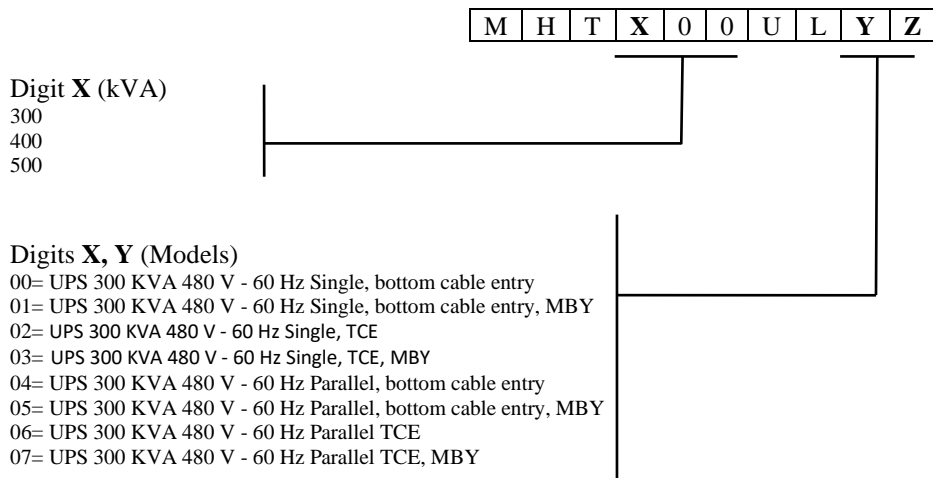 M H T X 0 0 U L Y Z
Digit X (kVA)
300
400
500
Digits X, Y (Models)
00= UPS 300 KVA 480 V - 60 Hz Single, bottom cable entry
01= UPS 300 KVA 480 V - 60 Hz Single, bottom cable entry, MBY
02= UPS 300 KVA 480 V - 60 Hz Single, TCE
03= UPS 300 KVA 480 V - 60 Hz Single, TCE, MBY
04= UPS 300 KVA 480 V - 60 Hz Parallel, bottom cable entry
05= UPS 300 KVA 480 V - 60 Hz Parallel, bottom cable entry, MBY
06= UPS 300 KVA 480 V - 60 Hz Parallel TCE
07= UPS 300 KVA 480 V - 60 Hz Parallel TCE, MBY